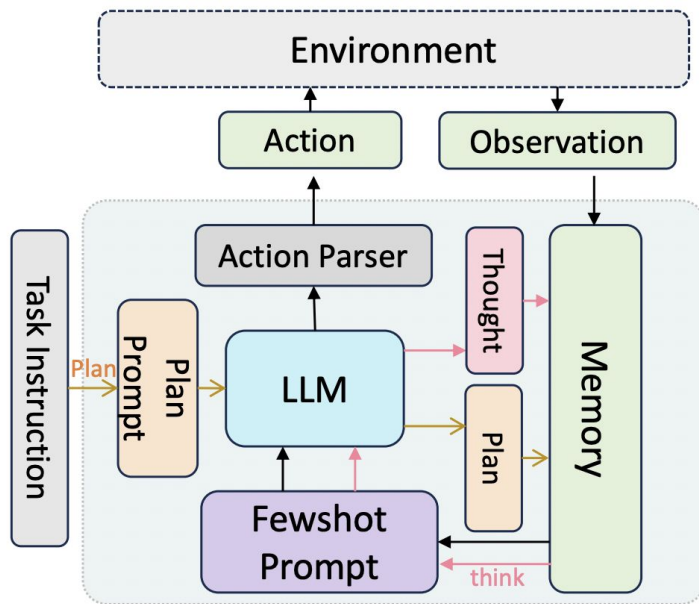 Environment
Action
Observation
Action Parser
Thought
Task Instruction
Plan
Plan
Prompt
LLM
Plan
Memory
Fewshot
Prompt
think